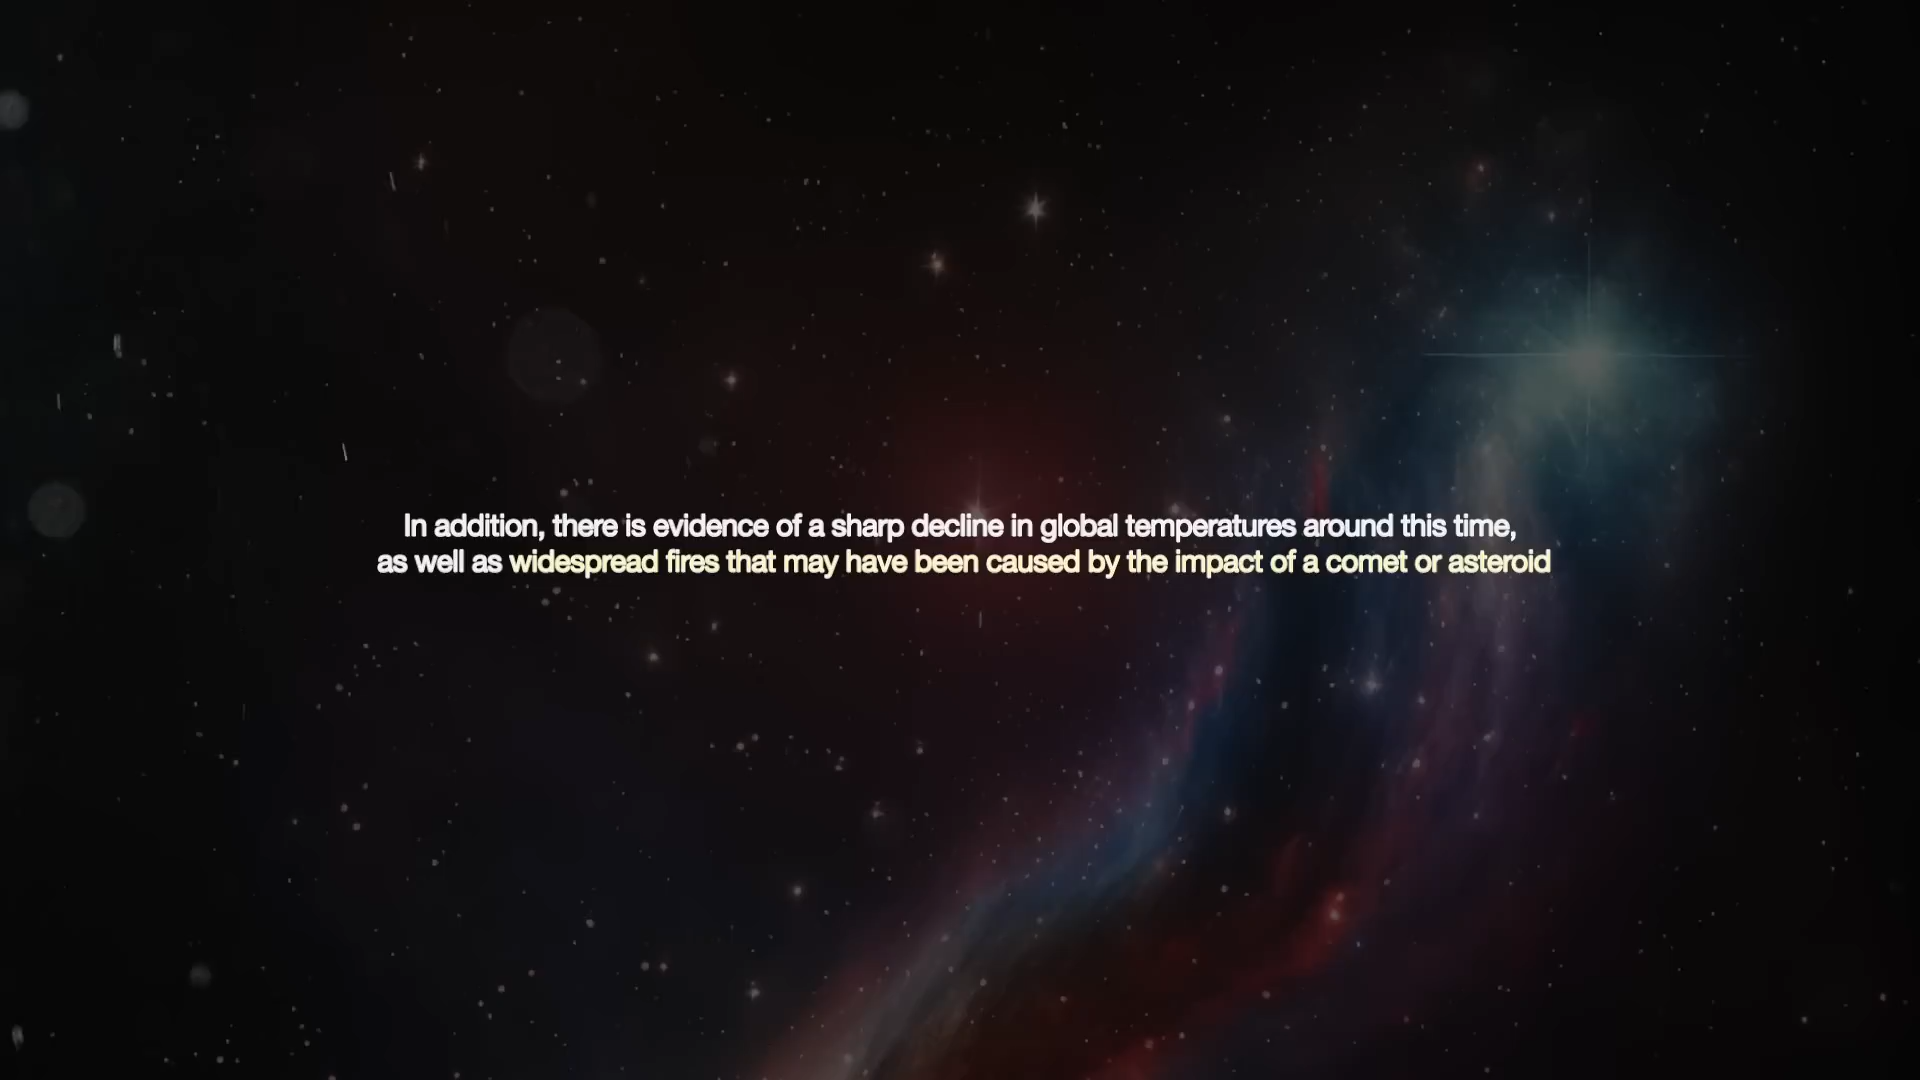 In addition, there is evidence of a sharp decline in global temperatures around this time,
as well as widespread fires that may have been caused by the impact of a comet or asteroid